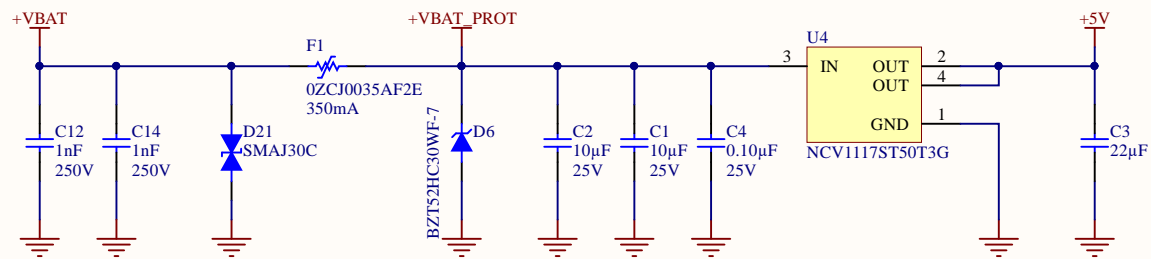 +VBAT
+VBAT_PROT
+5V
F1
0ZCJ0035AF2E
350mA
U4
3
IN
OUT
2
OUT
4
GND
1
NCV1117ST50T3G
C12
1nF
250V
C14
1nF
250V
D21
SMAJ30C
BZT52HC30WF-7
D6
C2
10µF
25V
C1
10µF
25V
C4
0.10µF
25V
C3
22µF